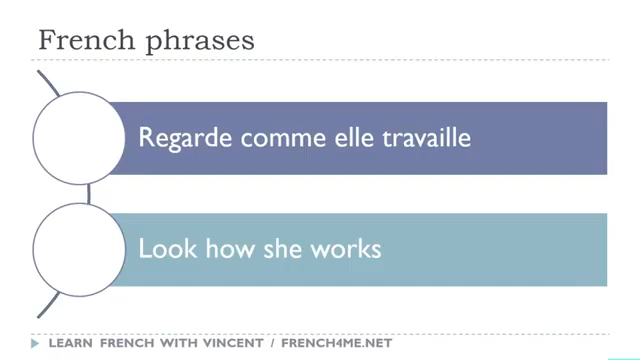 French phrases
Regarde comme elle travaille
Look how she works
LEARN FRENCH WITH VINCENT / FRENCH4ME.NET